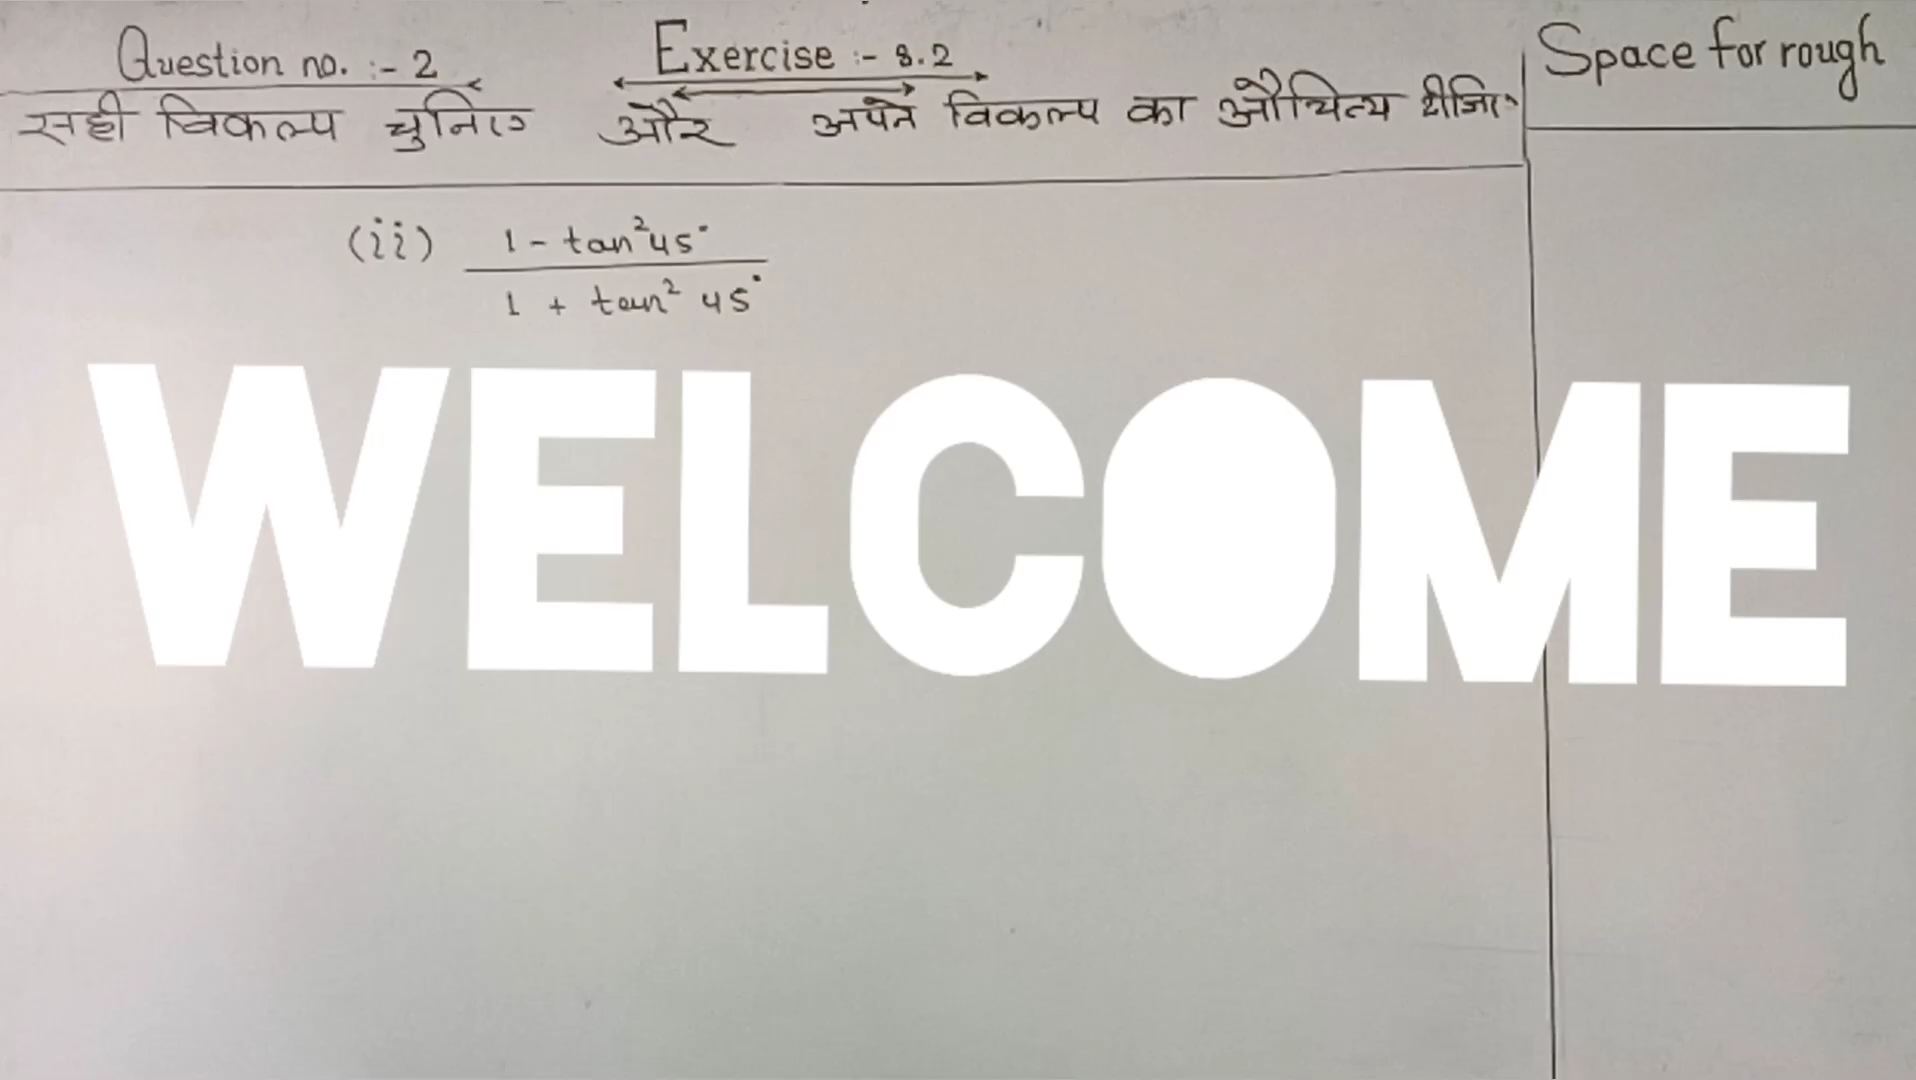 Question no. :- 2
Exercise :- 8.2
Space for rough
सही विकल्प चुनिए और अपने विकल्प का औचित्य दीजिए
(ii) 1 - tan²45°
1 + tan² 45°
WELCOME